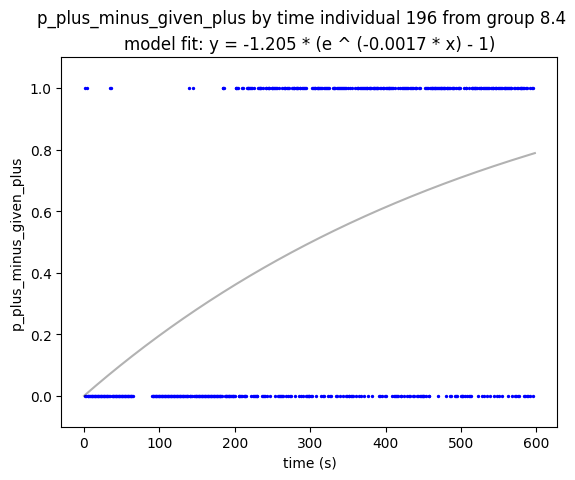 p_plus_minus_given_plus by time individual 196 from group 8.4
model fit: y = -1.205 * (e ^ (-0.0017 * x) - 1)
p_plus_minus_given_plus
1.0
0.8
0.6
0.4
0.2
0.0
0 100 200 300 400 500 600
time (s)